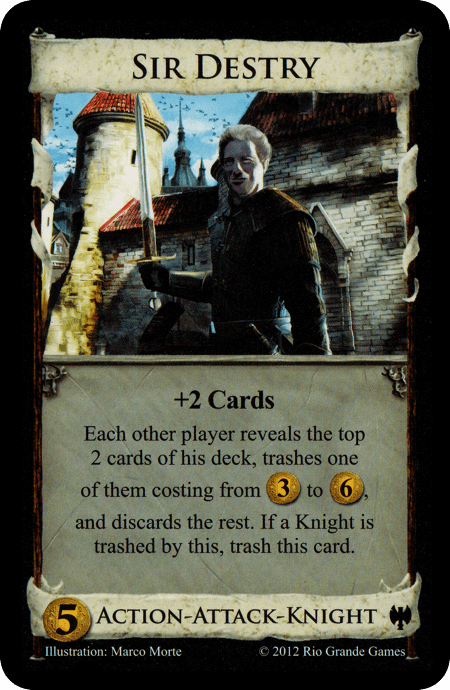 SIR DESTRY
+2 Cards
Each other player reveals the top
2 cards of his deck, trashes one
of them costing from 3 to 6,
and discards the rest. If a Knight is
trashed by this, trash this card.
5 ACTION-ATTACK-KNIGHT
Illustration: Marco Morte © 2012 Rio Grande Games